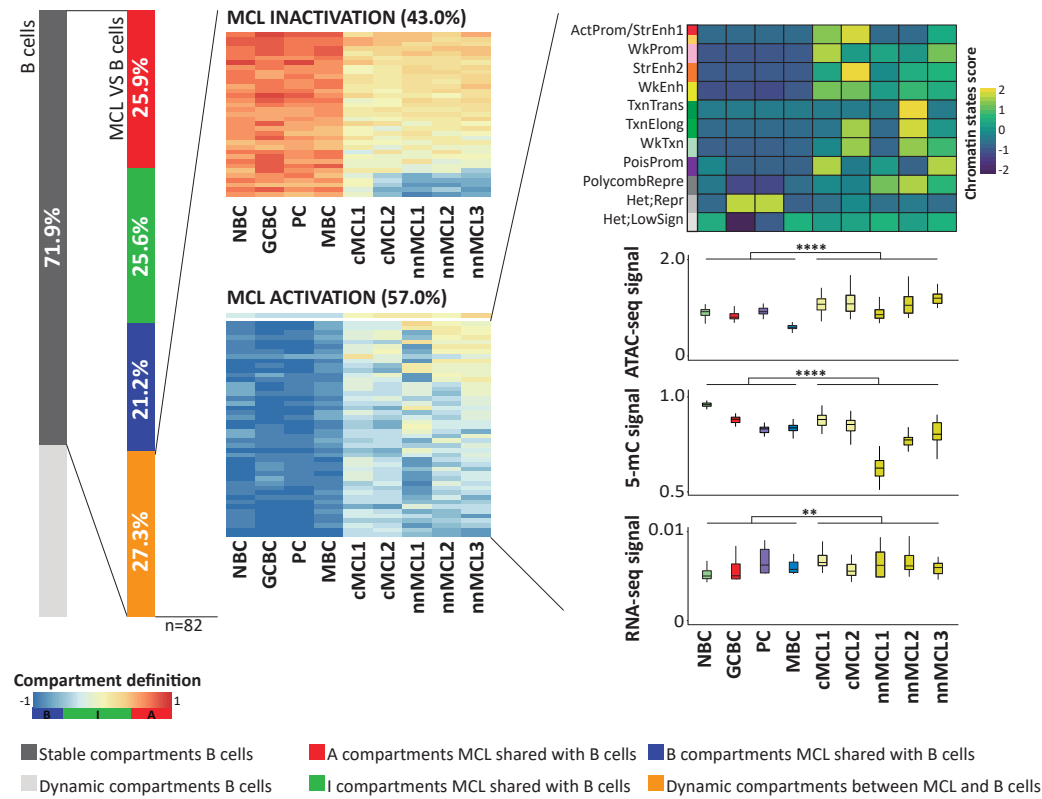 B cells
71.9%
MCL VS B cells
25.9%
25.6%
21.2%
27.3%
n=82
MCL INACTIVATION (43.0%)
NBC GCBC PC MBC cMCL1 cMCL2 nnMCL1 nnMCL2 nnMCL3
MCL ACTIVATION (57.0%)
NBC GCBC PC MBC cMCL1 cMCL2 nnMCL1 nnMCL2 nnMCL3
ActProm/StrEnh1
WkProm
StrEnh2
WkEnh
TxnTrans
TxnElong
WkTxn
PoisProm
PolycombRepre
Het;Repr
Het;LowSign
Chromatin states score
2
1
0
-1
-2
ATAC-seq signal
2.0
0
****
5-mC signal
1.0
0.5
****
RNA-seq signal
0.01
0
**
NBC GCBC PC MBC cMCL1 cMCL2 nnMCL1 nnMCL2 nnMCL3
Compartment definition
-1 1
B I A
Stable compartments B cells
A compartments MCL shared with B cells
B compartments MCL shared with B cells
Dynamic compartments B cells
I compartments MCL shared with B cells
Dynamic compartments between MCL and B cells